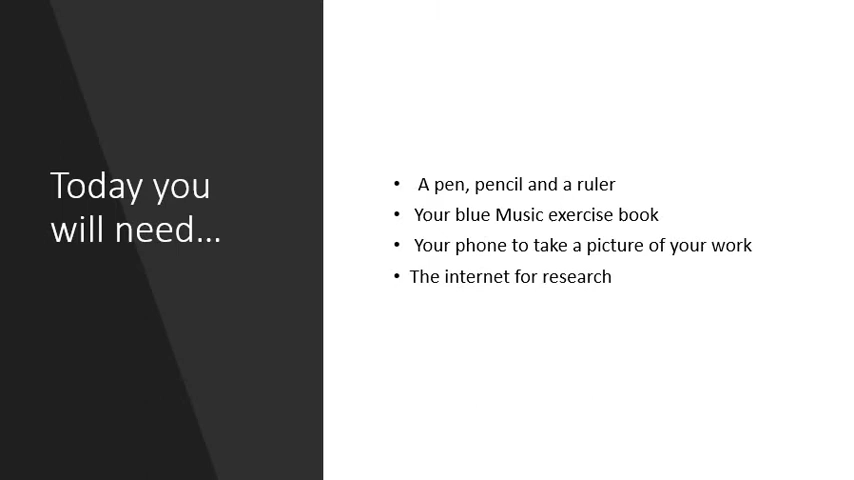 Today you
will need...
• A pen, pencil and a ruler
• Your blue Music exercise book
• Your phone to take a picture of your work
• The internet for research